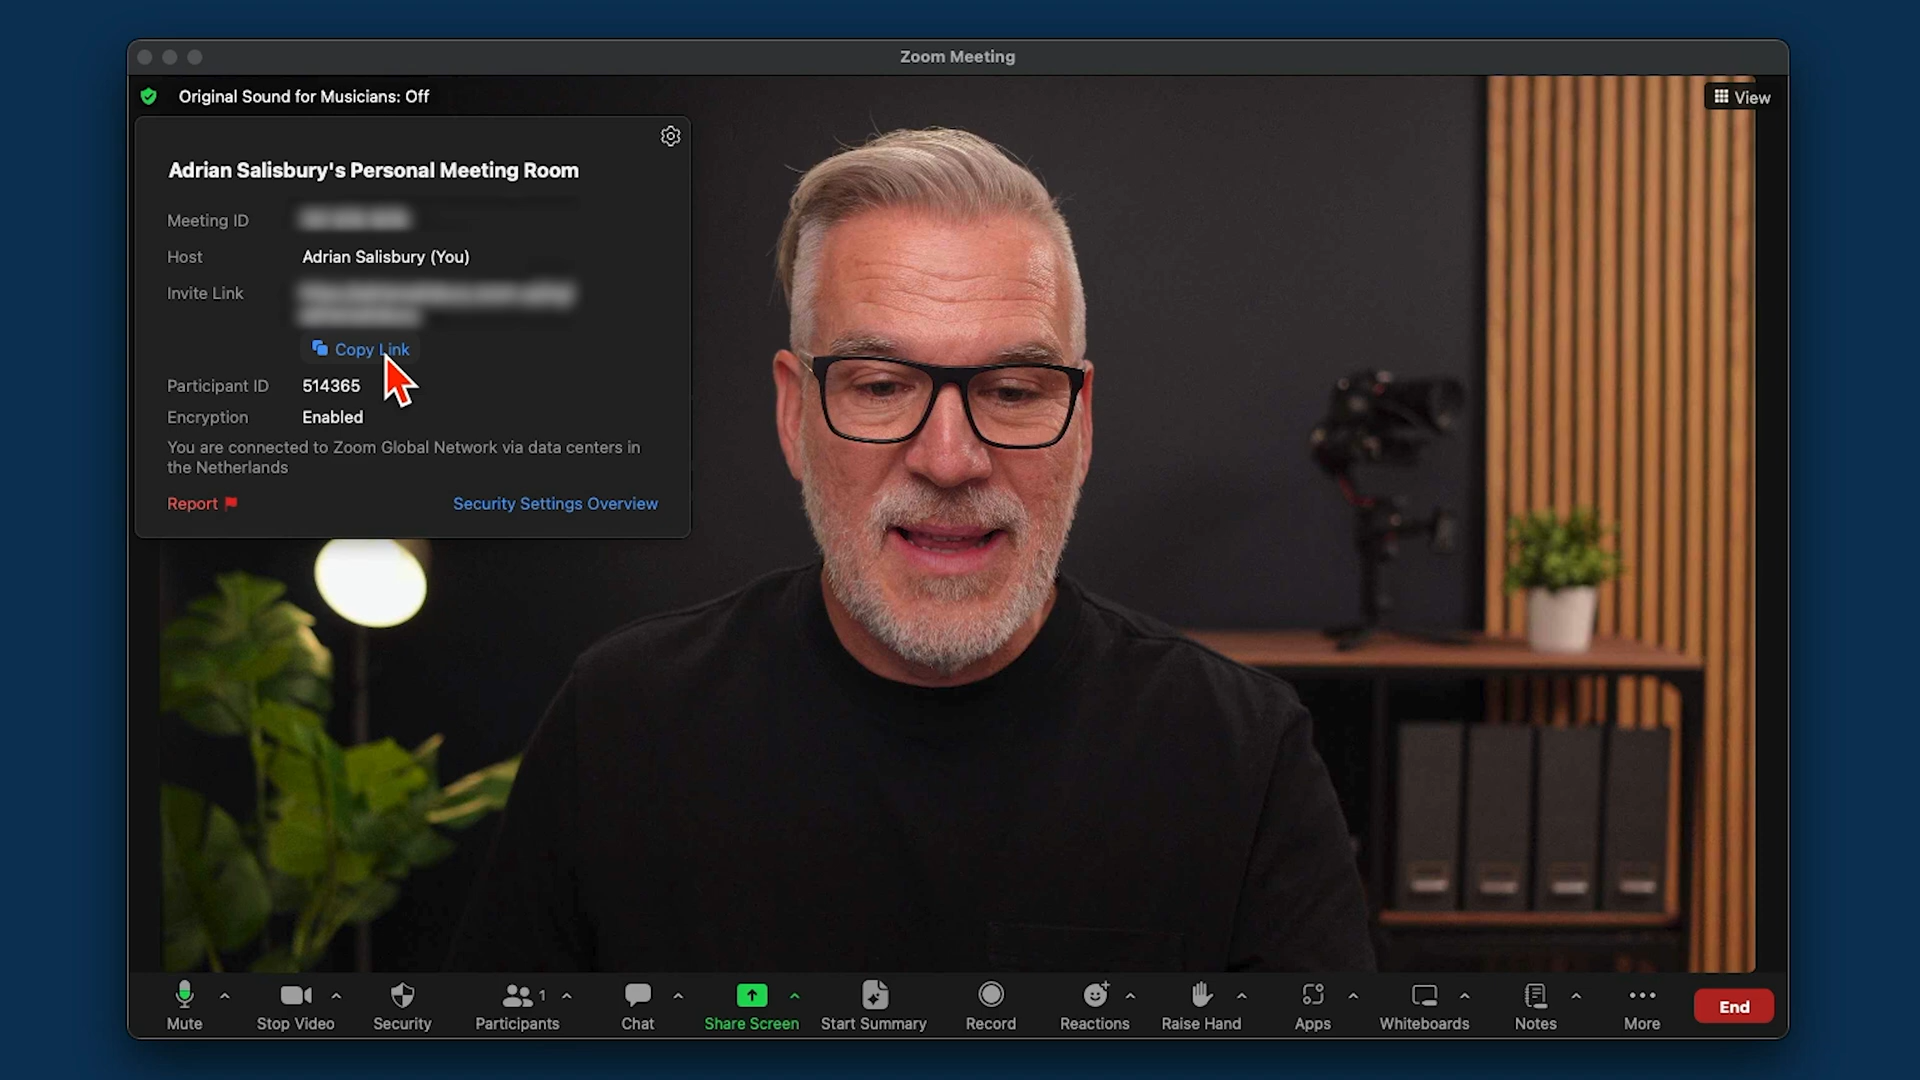 Zoom Meeting
Original Sound for Musicians: Off
View
Adrian Salisbury's Personal Meeting Room
Meeting ID
Host Adrian Salisbury (You)
Invite Link
Copy Link
Participant ID 514365
Encryption Enabled
You are connected to Zoom Global Network via data centers in
the Netherlands
Report Security Settings Overview
1
Mute Stop Video Security Participants Chat Share Screen Start Summary Record Reactions Raise Hand Apps Whiteboards Notes More End